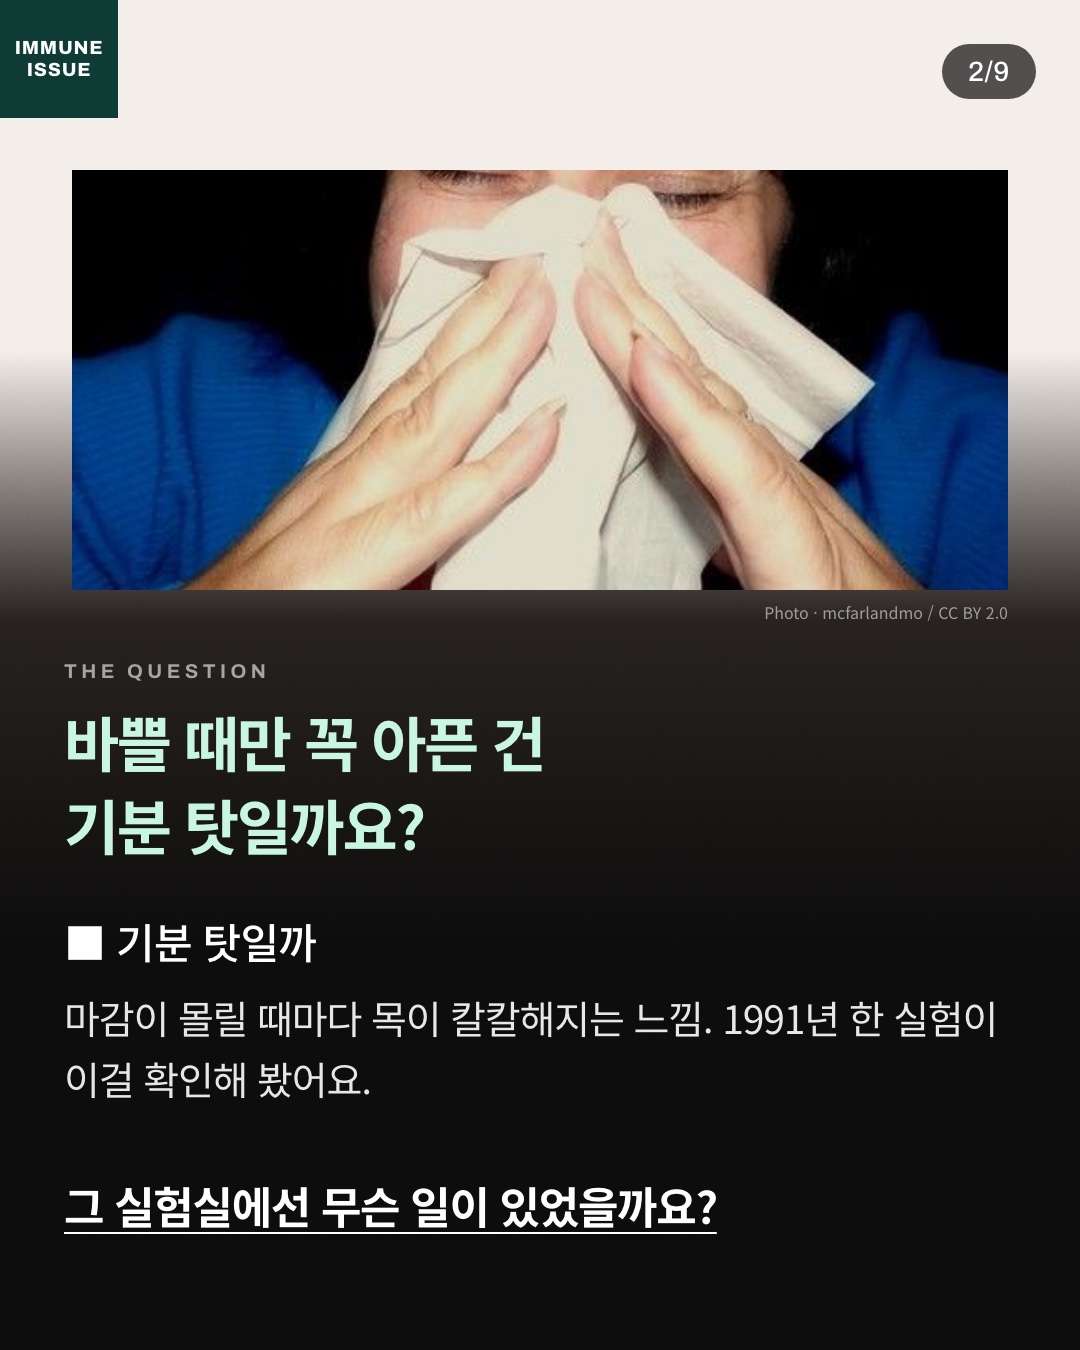 IMMUNE
ISSUE
2/9
Photo · mcfarlandmo / CC BY 2.0
THE QUESTION
바쁠 때만 꼭 아픈 건
기분 탓일까요?
■ 기분 탓일까
마감이 몰릴 때마다 목이 칼칼해지는 느낌. 1991년 한 실험이
이걸 확인해 봤어요.
그 실험실에선 무슨 일이 있었을까요?